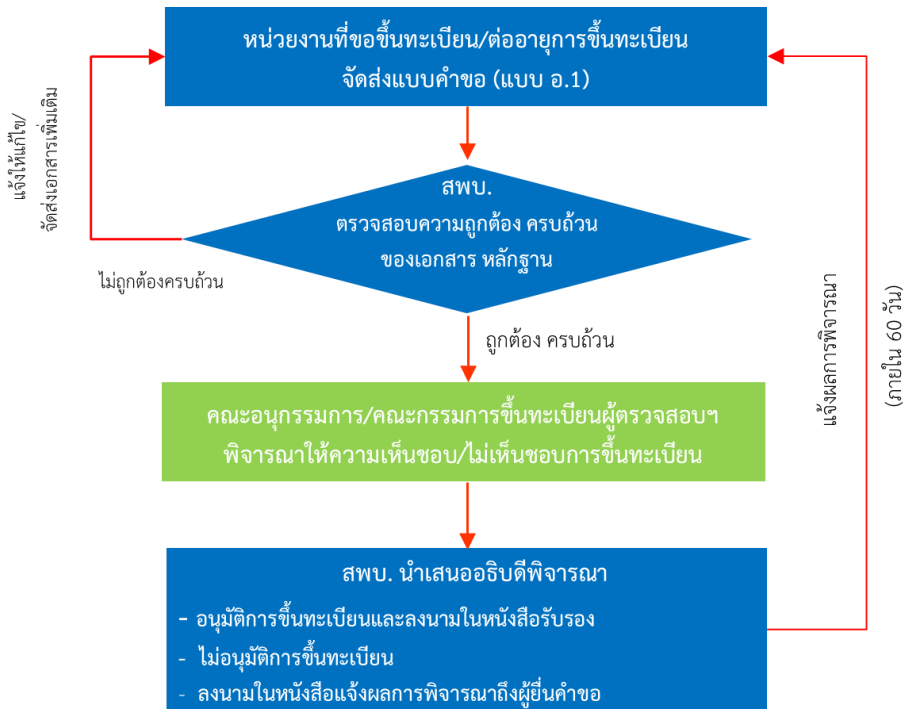 หน่วยงานที่ขอขึ้นทะเบียน/ต่ออายุการขึ้นทะเบียน
จัดส่งแบบคำขอ (แบบ อ.1)
แจ้งให้แก้ไข/
จัดส่งเอกสารเพิ่มเติม
สพบ.
ตรวจสอบความถูกต้อง ครบถ้วน
ของเอกสาร หลักฐาน
ไม่ถูกต้องครบถ้วน
ถูกต้อง ครบถ้วน
แจ้งผลการพิจารณา
(ภายใน 60 วัน)
คณะอนุกรรมการ/คณะกรรมการขึ้นทะเบียนผู้ตรวจสอบฯ
พิจารณาให้ความเห็นชอบ/ไม่เห็นชอบการขึ้นทะเบียน
สพบ. นำเสนออธิบดีพิจารณา
- อนุมัติการขึ้นทะเบียนและลงนามในหนังสือรับรอง
- ไม่อนุมัติการขึ้นทะเบียน
- ลงนามในหนังสือแจ้งผลการพิจารณาถึงผู้ยื่นคำขอ